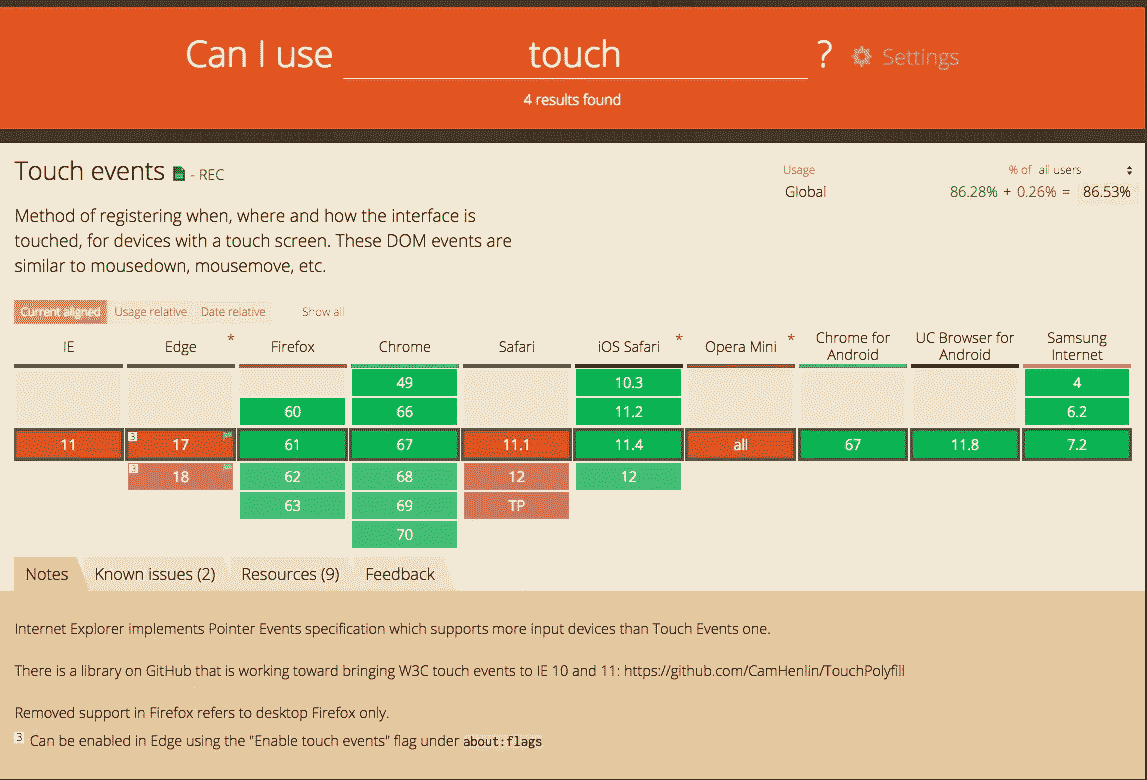 Can I use touch ? Settings
4 results found
Touch events - REC
Usage % of all users
Global 86.28% + 0.26% = 86.53%
Method of registering when, where and how the interface is
touched, for devices with a touch screen. These DOM events are
similar to mousedown, mousemove, etc.
Current aligned Usage relative Date relative Show all
IE Edge * Firefox Chrome Safari iOS Safari * Opera Mini * Chrome for Android UC Browser for Android Samsung Internet
49 10.3 4
60 66 11.2 6.2
11 3 17 61 67 11.1 11.4 all 67 11.8 7.2
3 18 62 68 12 12
63 69 TP
70
Notes Known issues (2) Resources (9) Feedback
Internet Explorer implements Pointer Events specification which supports more input devices than Touch Events one.
There is a library on GitHub that is working toward bringing W3C touch events to IE 10 and 11: https://github.com/CamHenlin/TouchPolyfill
Removed support in Firefox refers to desktop Firefox only.
3 Can be enabled in Edge using the "Enable touch events" flag under about:flags